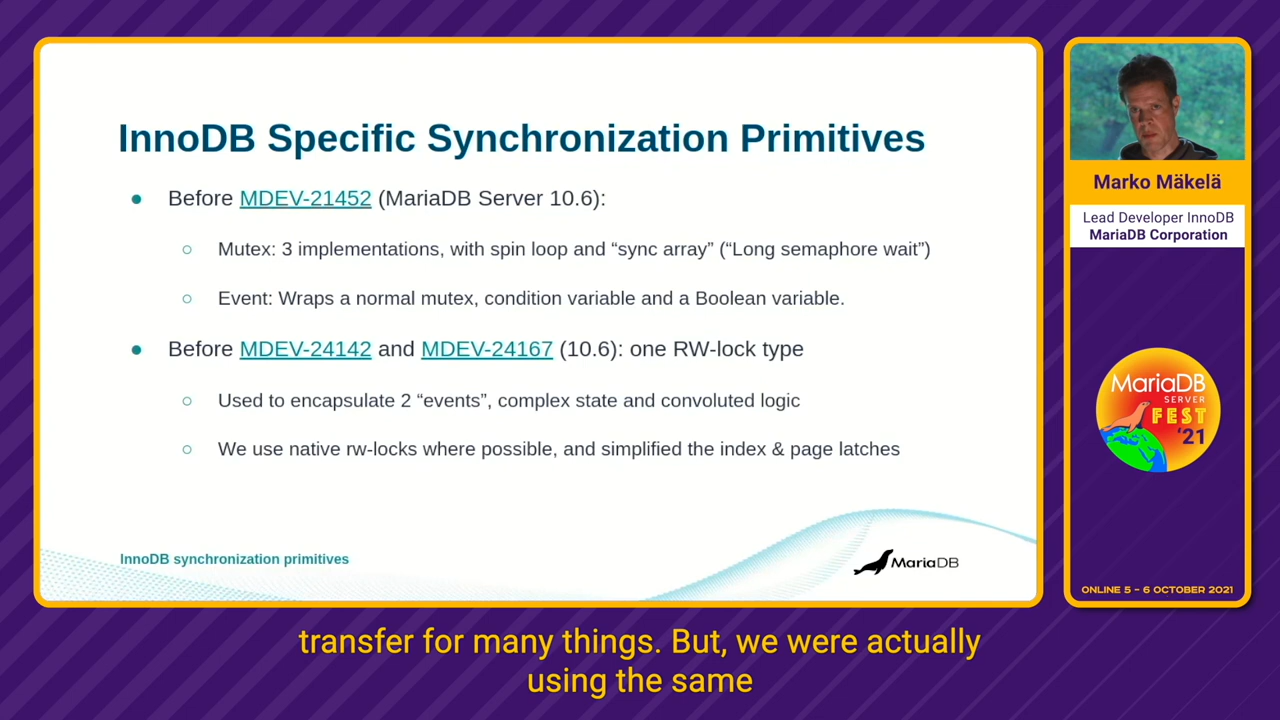 InnoDB Specific Synchronization Primitives
● Before MDEV-21452 (MariaDB Server 10.6):
○ Mutex: 3 implementations, with spin loop and “sync array” (“Long semaphore wait”)
○ Event: Wraps a normal mutex, condition variable and a Boolean variable.
● Before MDEV-24142 and MDEV-24167 (10.6): one RW-lock type
○ Used to encapsulate 2 “events”, complex state and convoluted logic
○ We use native rw-locks where possible, and simplified the index & page latches
InnoDB synchronization primitives
MariaDB
Marko Mäkelä
Lead Developer InnoDB
MariaDB Corporation
MariaDB
SERVER
FEST
'21
ONLINE 5 – 6 OCTOBER 2021
transfer for many things. But, we were actually
using the same